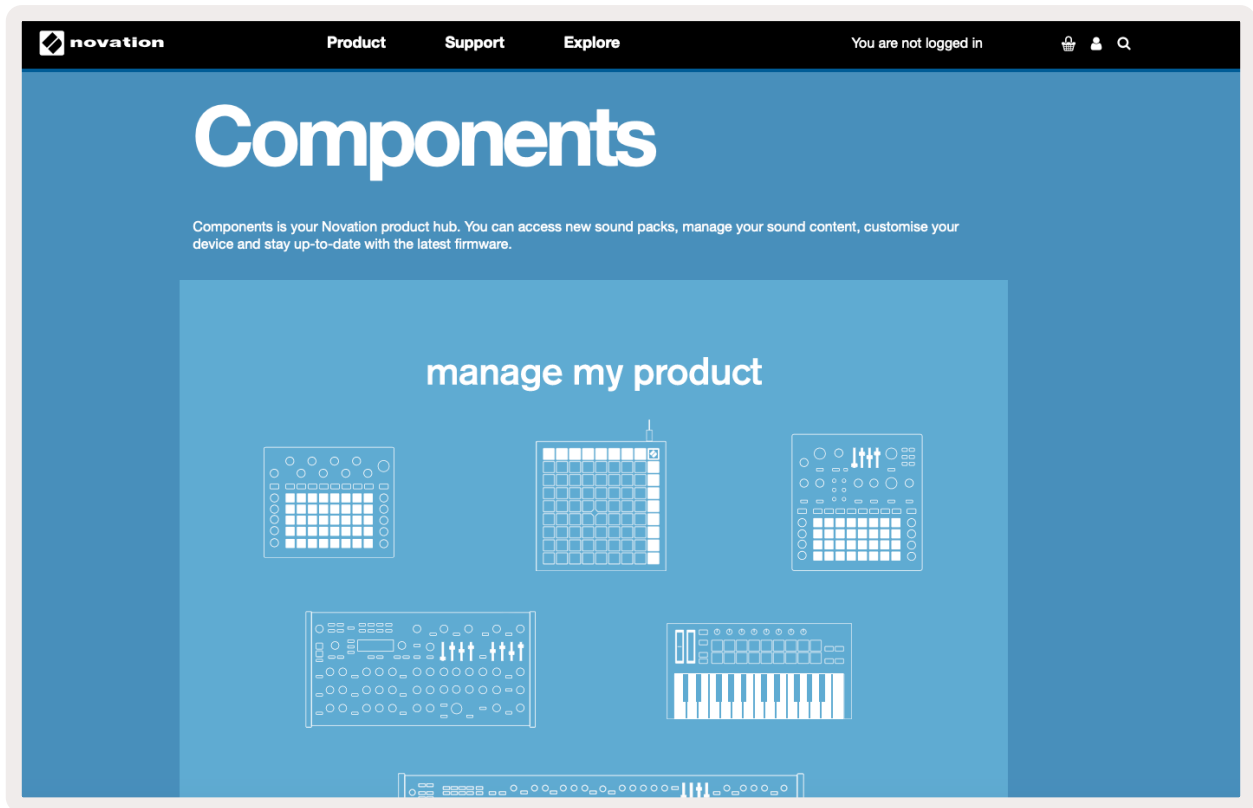 novation
Product
Support
Explore
You are not logged in
Components
Components is your Novation product hub. You can access new sound packs, manage your sound content, customise your
device and stay up-to-date with the latest firmware.
manage my product